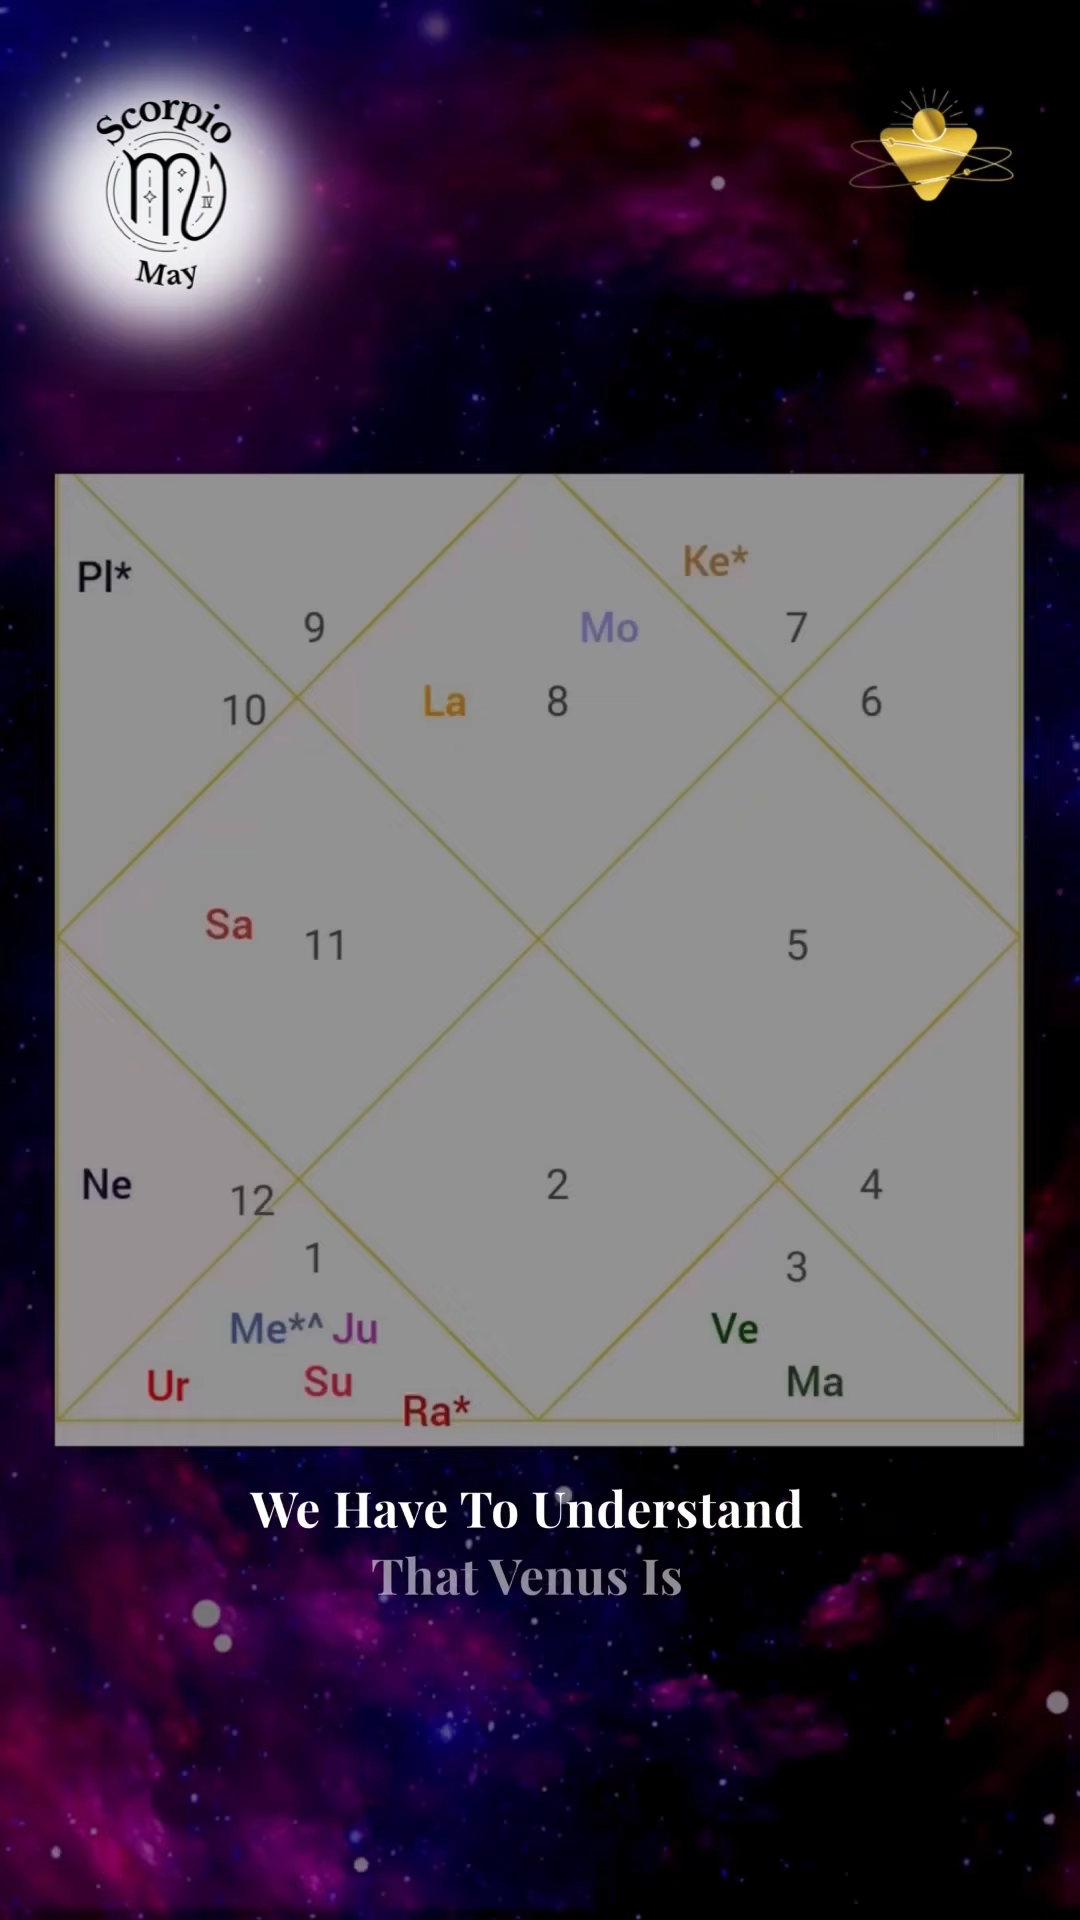 Scorpio
IV
May
Pl*
Ke*
9
Mo
7
10
La
8
6
Sa
11
5
Ne
12
2
4
1
3
Me*^ Ju
Ve
Ur
Su
Ma
Ra*
We Have To Understand
That Venus Is